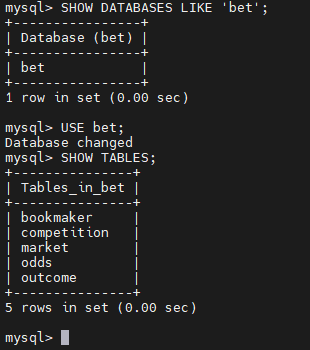 mysql> SHOW DATABASES LIKE 'bet';
+----------------+
| Database (bet) |
+----------------+
| bet            |
+----------------+
1 row in set (0.00 sec)

mysql> USE bet;
Database changed
mysql> SHOW TABLES;
+---------------+
| Tables_in_bet |
+---------------+
| bookmaker     |
| competition   |
| market        |
| odds          |
| outcome       |
+---------------+
5 rows in set (0.00 sec)

mysql>